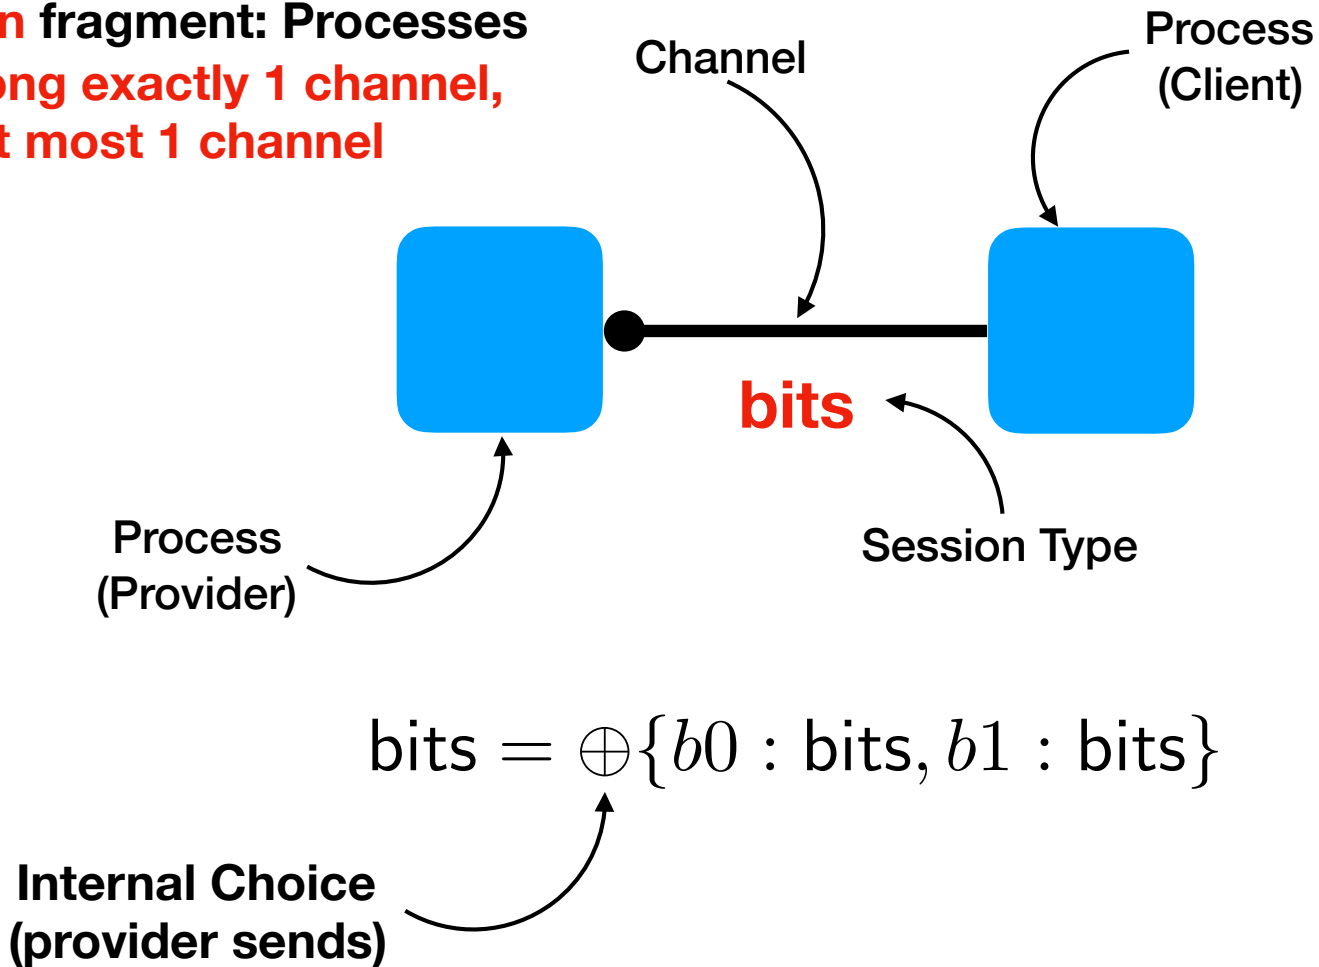 n fragment: Processes
ong exactly 1 channel,
t most 1 channel
Channel
Process
(Client)
bits
Process
(Provider)
Session Type
bits = ⊕{b0 : bits, b1 : bits}
Internal Choice
(provider sends)